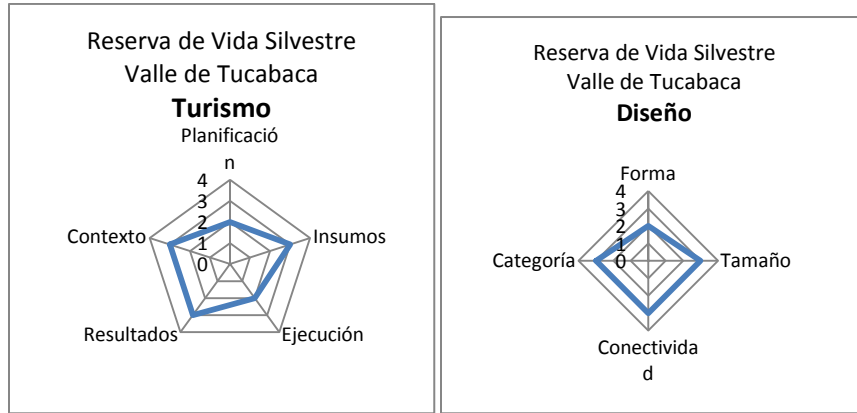 Reserva de Vida Silvestre
Valle de Tucabaca
Turismo
Planificació
n
4
3
2
1
0
Contexto
Insumos
Resultados
Ejecución
Reserva de Vida Silvestre
Valle de Tucabaca
Diseño
Forma
4
3
2
1
0
Categoría
Tamaño
Conectivida
d